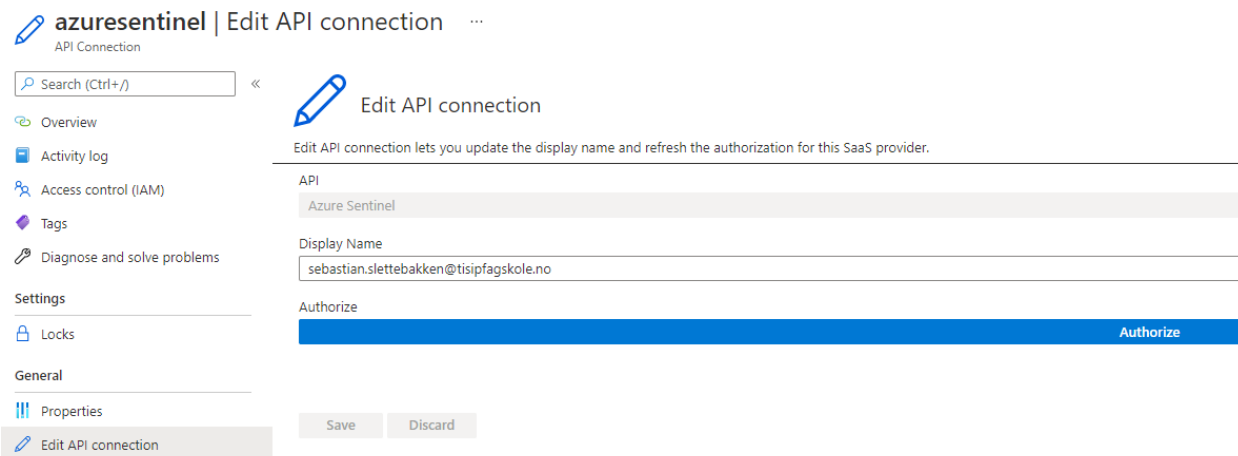 azuresentinel | Edit API connection ...
API Connection
Search (Ctrl+/)
«
Overview
Activity log
Access control (IAM)
Tags
Diagnose and solve problems
Settings
Locks
General
Properties
Edit API connection
Edit API connection
Edit API connection lets you update the display name and refresh the authorization for this SaaS provider.
API
Azure Sentinel
Display Name
sebastian.slettebakken@tisipfagskole.no
Authorize
Authorize
Save Discard